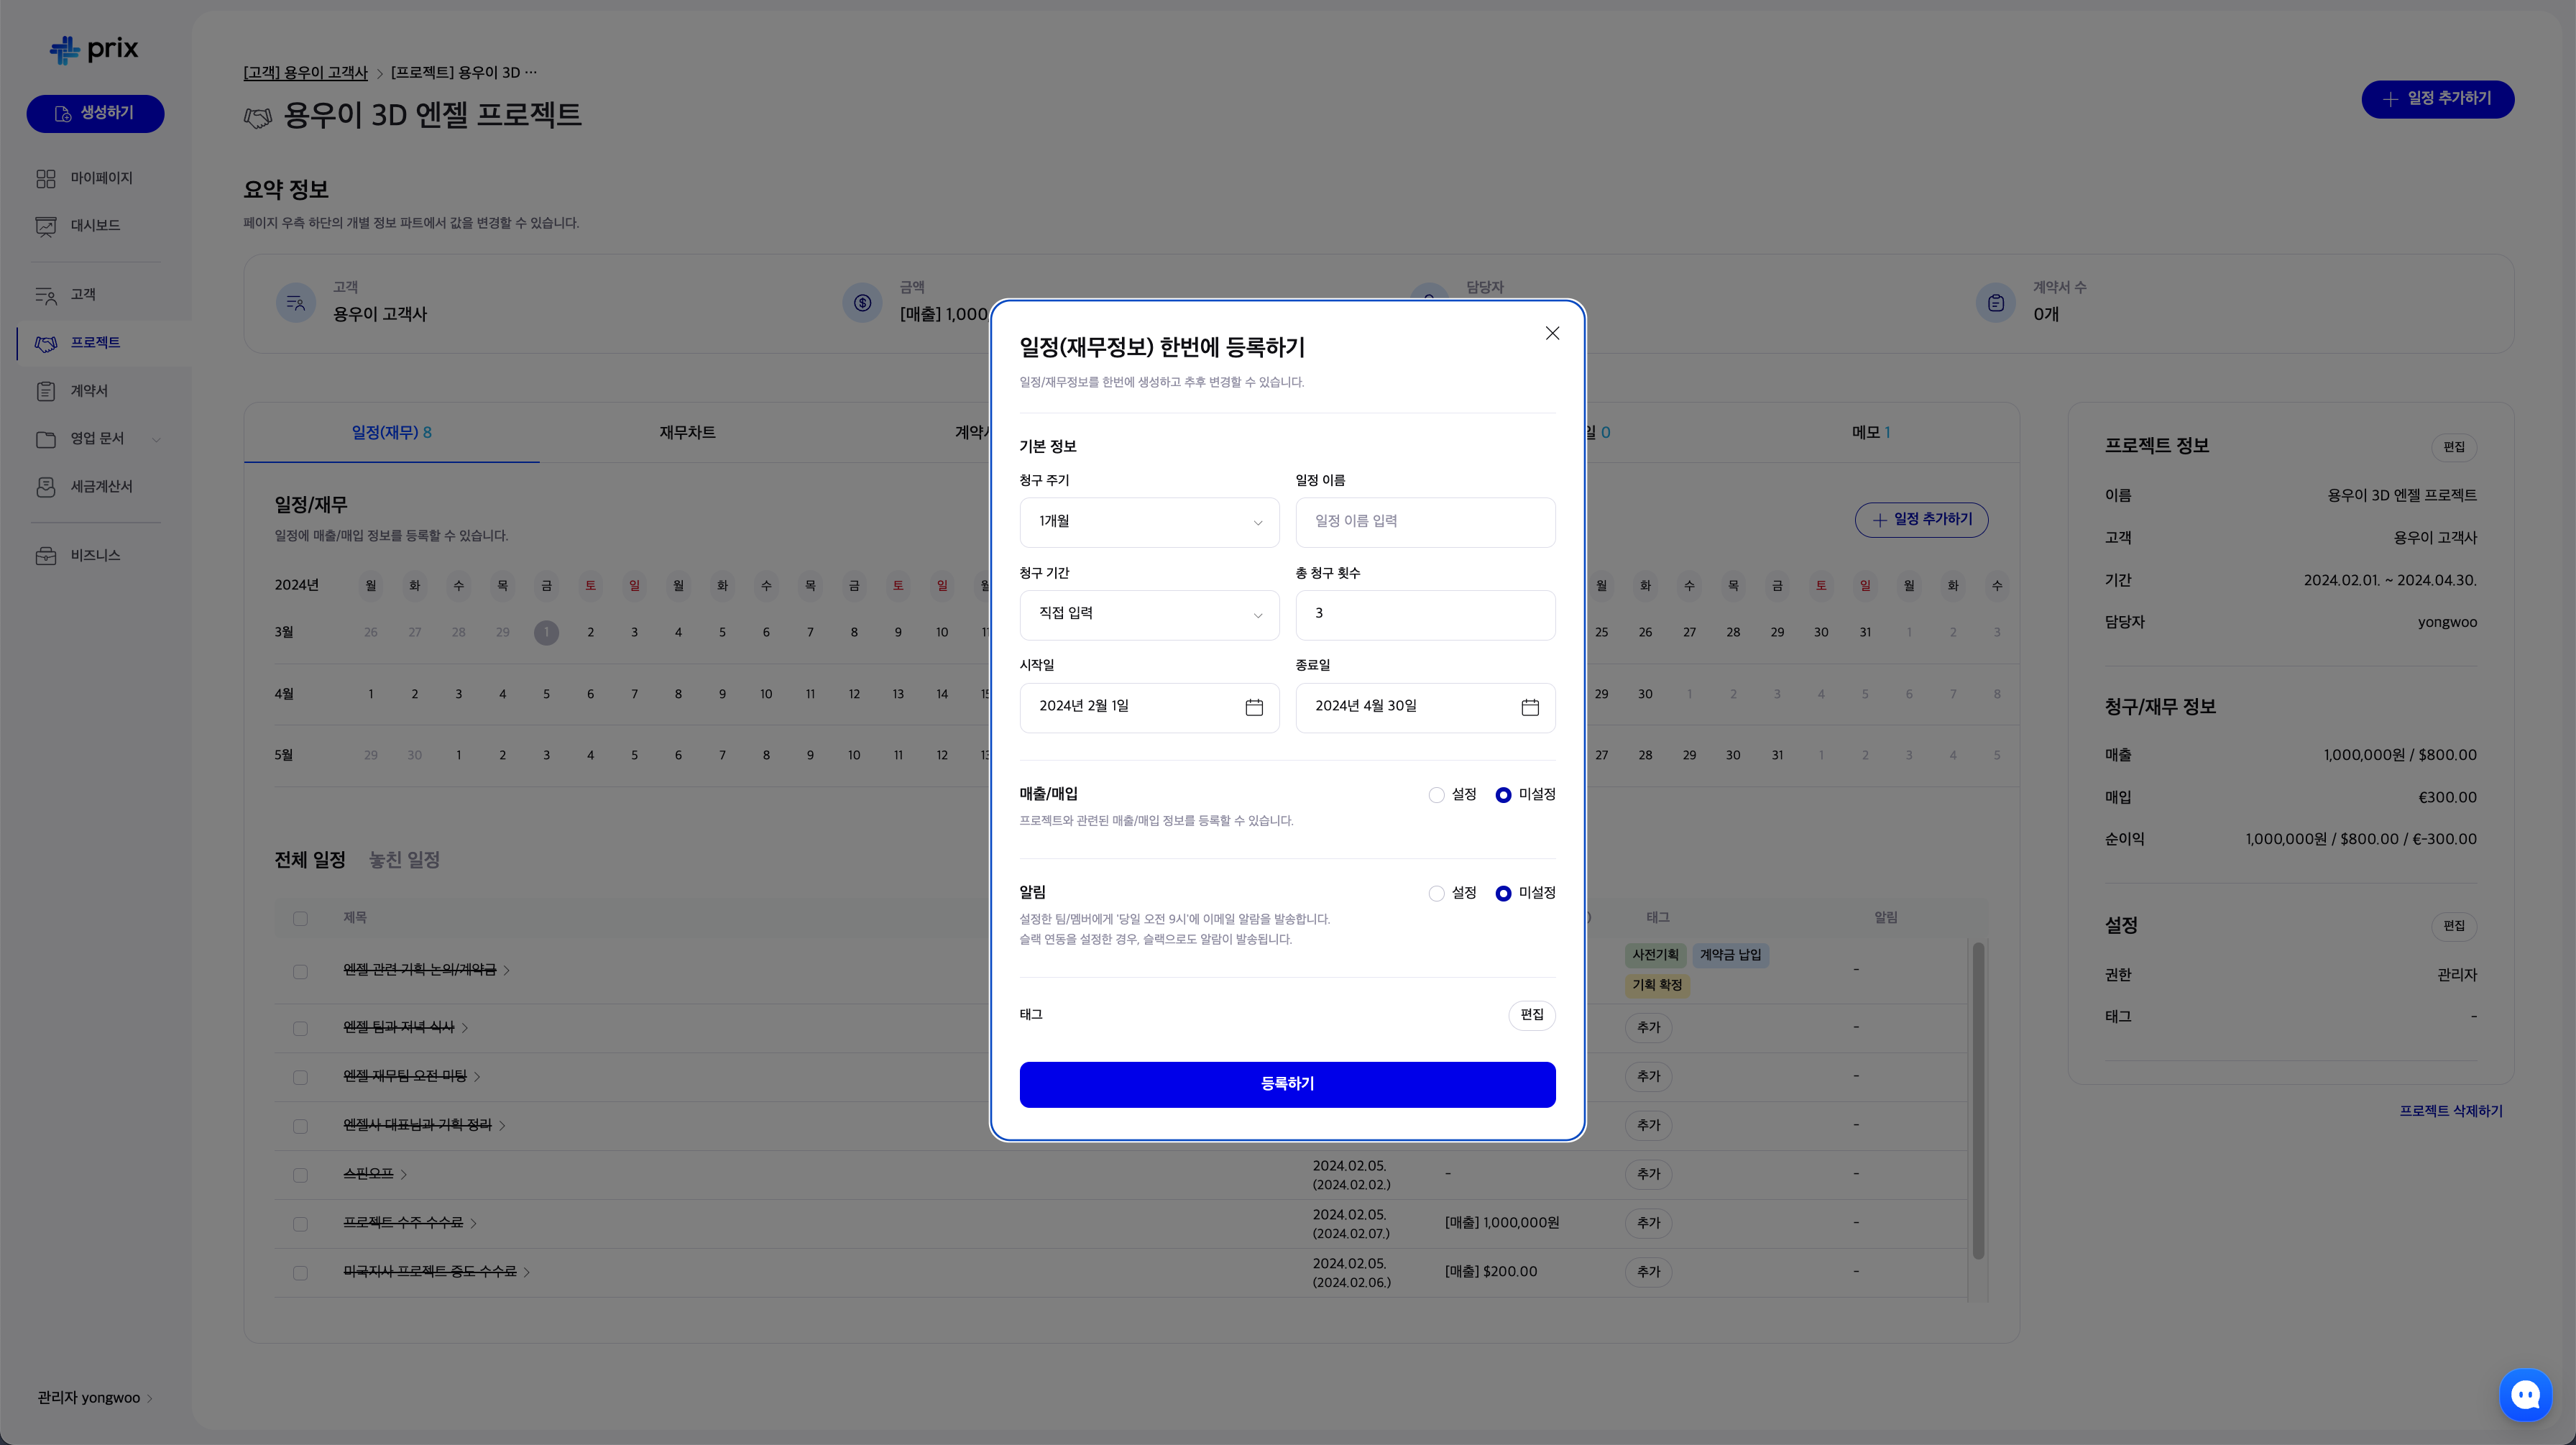 prix
생성하기
마이페이지
대시보드
고객
프로젝트
계약서
영업 문서
세금계산서
비즈니스
관리자 yongwoo
[고객] 용우이 고객사 > [프로젝트] 용우이 3D ···
용우이 3D 엔젤 프로젝트
일정 추가하기
요약 정보
페이지 우측 하단의 개별 정보 파트에서 값을 변경할 수 있습니다.
고객
용우이 고객사
금액
[매출] 1,000
담당자
계약서 수
0개
일정(재무) 8
재무차트
계약
일 0
메모 1
일정/재무
일정에 매출/매입 정보를 등록할 수 있습니다.
일정 추가하기
2024년 월 화 수 목 금 토 일 월 화 수 목 금 토 일 월 월 화 수 목 금 토 일 월 화 수
3월 26 27 28 29 1 2 3 4 5 6 7 8 9 10 11 25 26 27 28 29 30 31 1 2 3
4월 1 2 3 4 5 6 7 8 9 10 11 12 13 14 15 29 30 1 2 3 4 5 6 7 8
5월 29 30 1 2 3 4 5 6 7 8 9 10 11 12 13 27 28 29 30 31 1 2 3 4 5
전체 일정 놓친 일정
제목
태그
알림
엔젤 관련 기획 논의/계약금 >
사전기획 계약금 납입
기획 확정
-
엔젤 팀과 저녁 식사 >
추가 -
엔젤 재무팀 오전 미팅 >
추가 -
엔젤사 대표님과 기획 정리 >
추가 -
스핀오프 >
2024.02.05.
(2024.02.02.)
- 추가 -
프로젝트 수주 수수료 >
2024.02.05.
(2024.02.07.)
[매출] 1,000,000원 추가 -
미국지사 프로젝트 중도 수수료 >
2024.02.05.
(2024.02.06.)
[매출] $200.00 추가 -
일정(재무정보) 한번에 등록하기
일정/재무정보를 한번에 생성하고 추후 변경할 수 있습니다.
기본 정보
청구 주기
1개월
일정 이름
일정 이름 입력
청구 기간
직접 입력
총 청구 횟수
3
시작일
2024년 2월 1일
종료일
2024년 4월 30일
매출/매입
설정 미설정
프로젝트와 관련된 매출/매입 정보를 등록할 수 있습니다.
알림
설정 미설정
설정한 팀/멤버에게 '당일 오전 9시'에 이메일 알람을 발송합니다.
슬랙 연동을 설정한 경우, 슬랙으로도 알람이 발송됩니다.
태그
편집
등록하기
프로젝트 정보
편집
이름 용우이 3D 엔젤 프로젝트
고객 용우이 고객사
기간 2024.02.01. ~ 2024.04.30.
담당자 yongwoo
청구/재무 정보
매출 1,000,000원 / $800.00
매입 €300.00
순이익 1,000,000원 / $800.00 / €-300.00
설정
편집
권한 관리자
태그 -
프로젝트 삭제하기